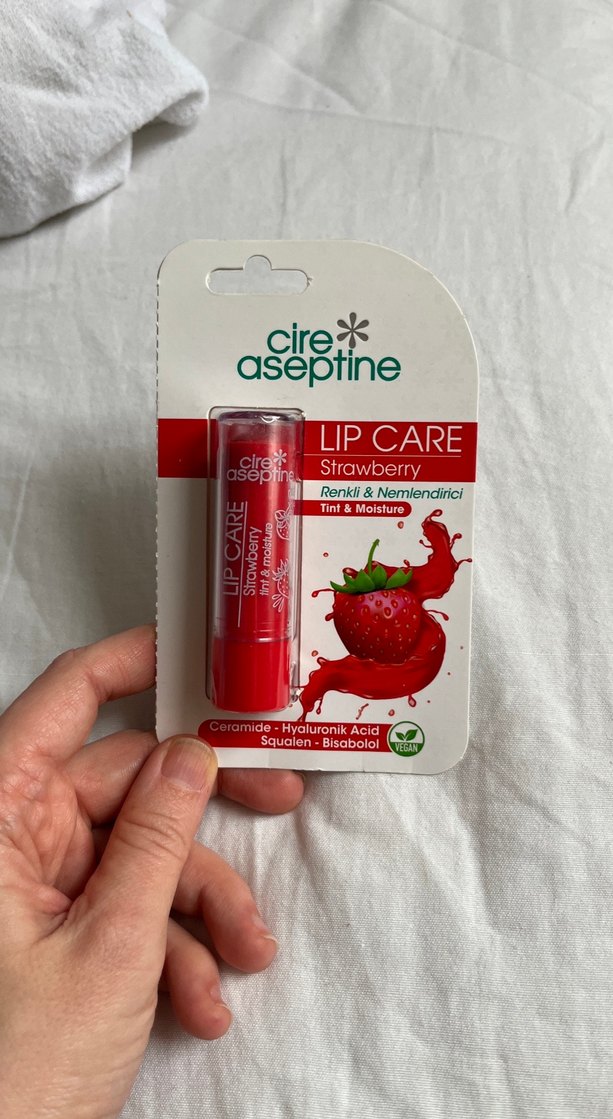 cire
aseptine
LIP CARE
Strawberry
Renkli & Nemlendirici
Tint & Moisture
cire
aseptine
LIP CARE
Strawberry
tint & moisture
Ceramide - Hyaluronik Acid
Squalen - Bisabolol
VEGAN